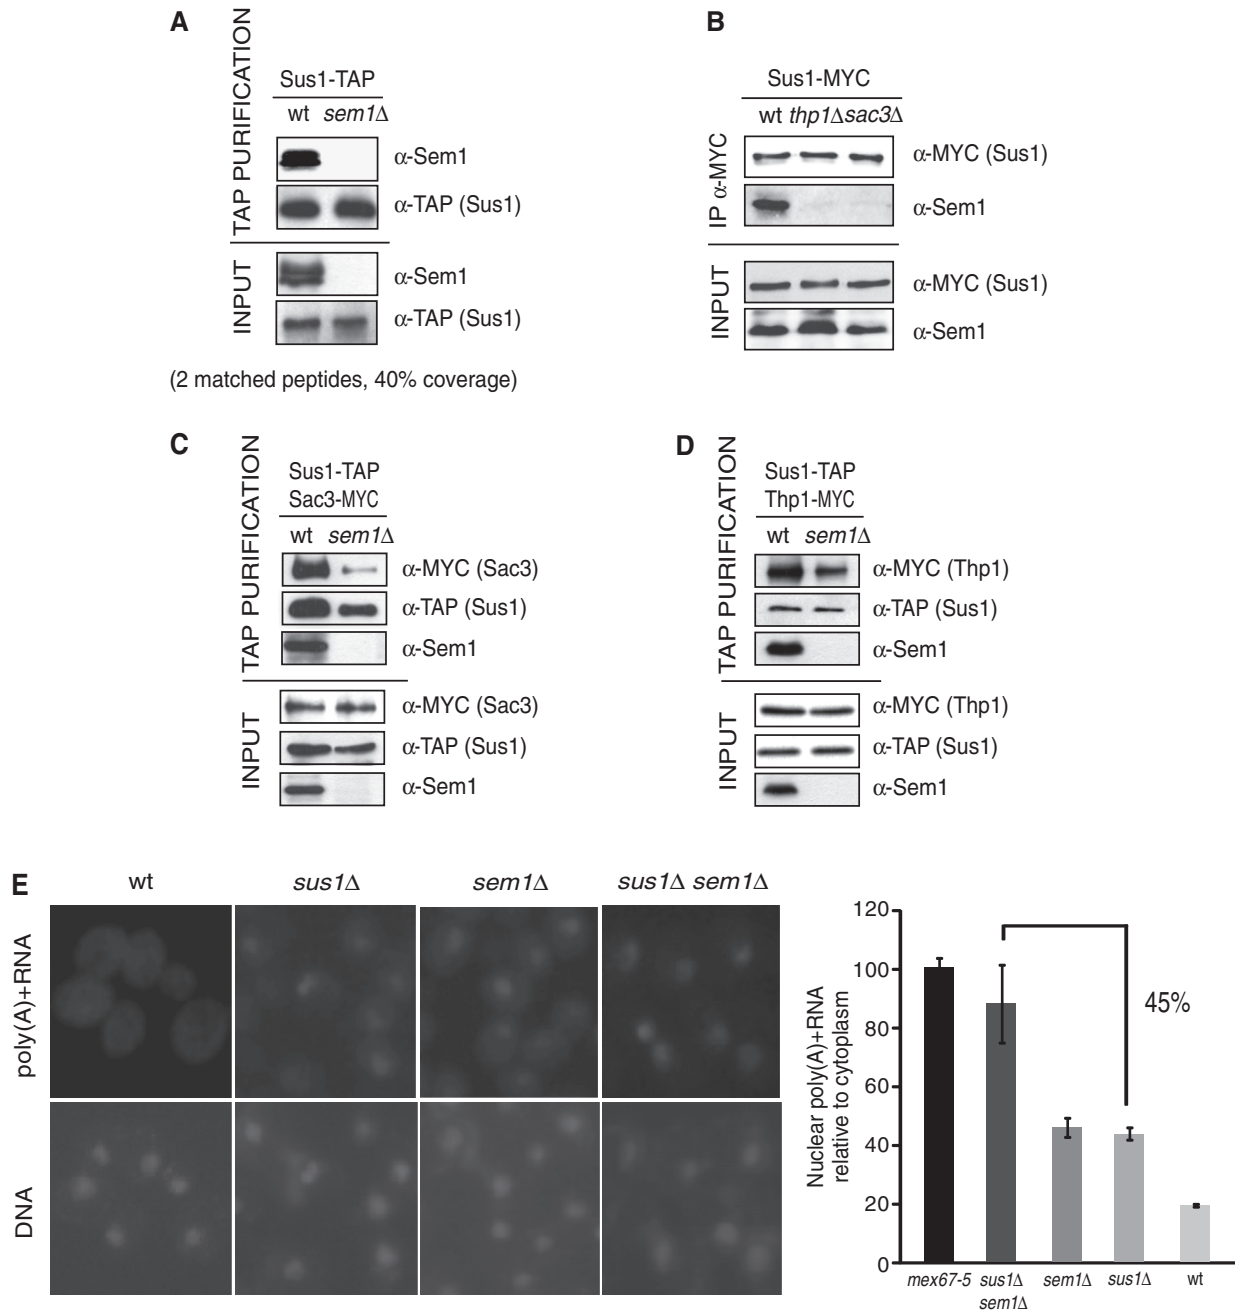 A
TAP PURIFICATION
Sus1-TAP
wt sem1Δ
α-Sem1
α-TAP (Sus1)
INPUT
α-Sem1
α-TAP (Sus1)
(2 matched peptides, 40% coverage)
B
IP α-MYC
Sus1-MYC
wt thp1Δ sac3Δ
α-MYC (Sus1)
α-Sem1
INPUT
α-MYC (Sus1)
α-Sem1
C
TAP PURIFICATION
Sus1-TAP
Sac3-MYC
wt sem1Δ
α-MYC (Sac3)
α-TAP (Sus1)
α-Sem1
INPUT
α-MYC (Sac3)
α-TAP (Sus1)
α-Sem1
D
TAP PURIFICATION
Sus1-TAP
Thp1-MYC
wt sem1Δ
α-MYC (Thp1)
α-TAP (Sus1)
α-Sem1
INPUT
α-MYC (Thp1)
α-TAP (Sus1)
α-Sem1
E
wt sus1Δ sem1Δ sus1Δ sem1Δ
poly(A)+RNA
DNA
Nuclear poly(A)+RNA
relative to cytoplasm
120
100
80
60
40
20
0
45%
mex67-5 sus1Δ sem1Δ sus1Δ wt
sem1Δ